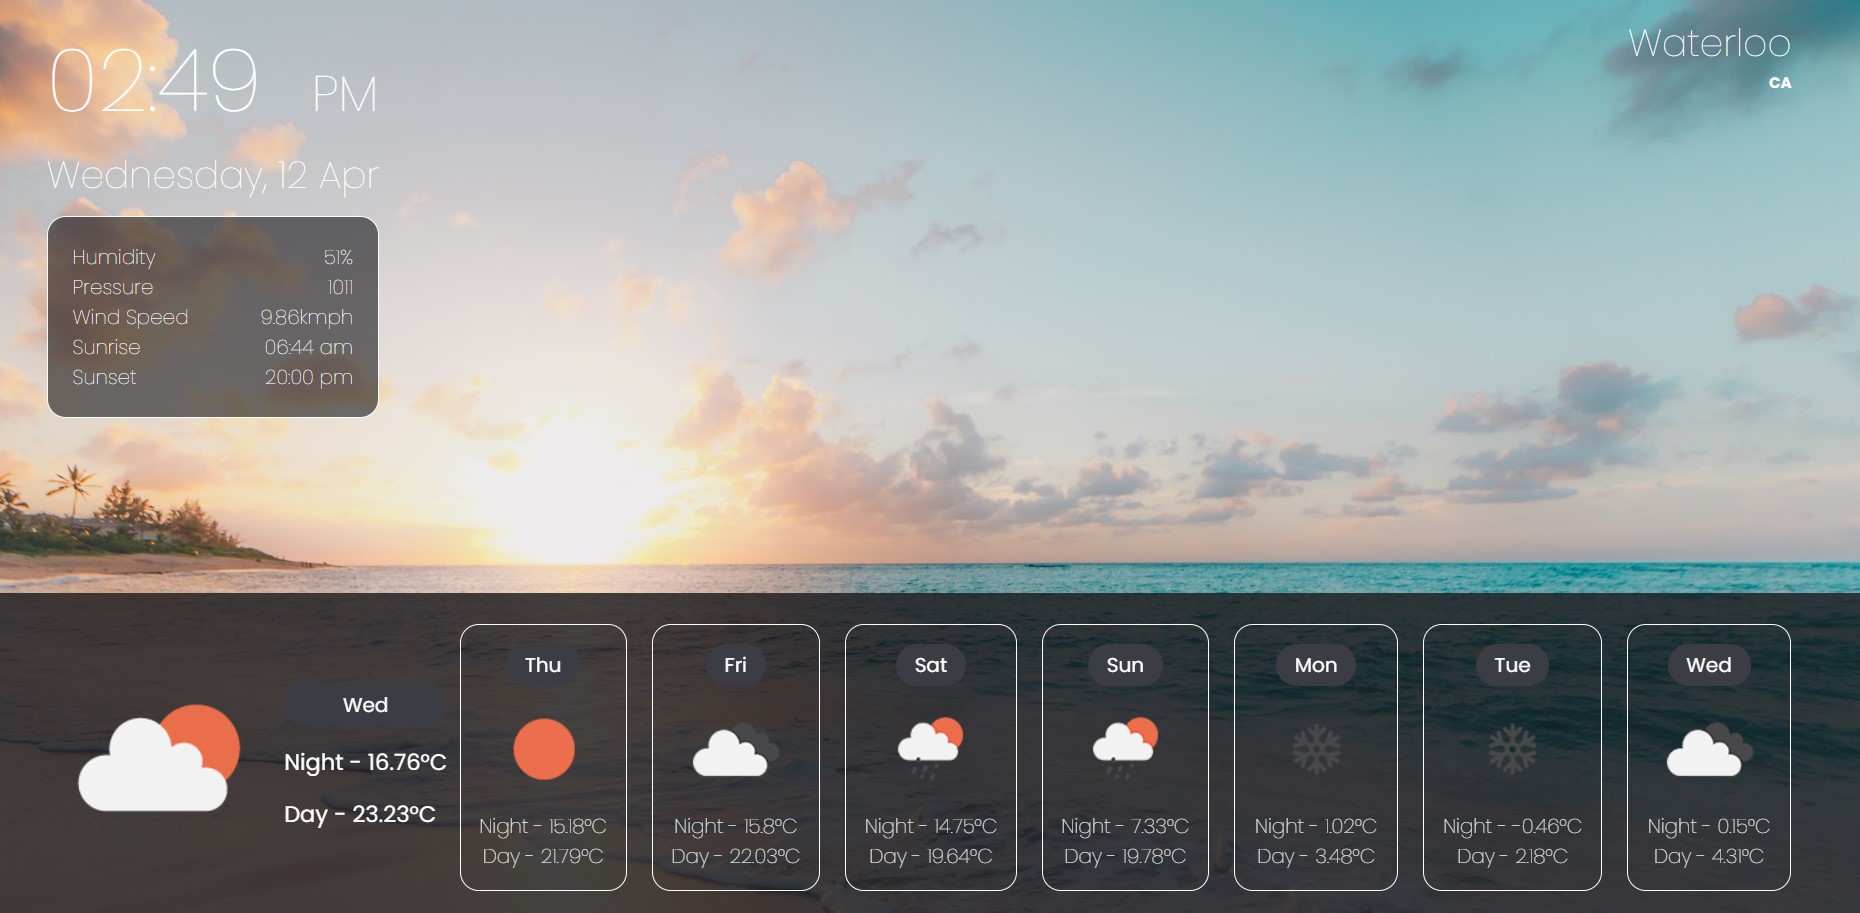 02:49 PM
Waterloo
CA
Wednesday, 12 Apr
Humidity 51%
Pressure 1011
Wind Speed 9.86kmph
Sunrise 06:44 am
Sunset 20:00 pm
Wed
Night - 16.76°C
Day - 23.23°C
Thu
Night - 15.18°C
Day - 21.79°C
Fri
Night - 15.8°C
Day - 22.03°C
Sat
Night - 14.75°C
Day - 19.64°C
Sun
Night - 7.33°C
Day - 19.78°C
Mon
Night - 1.02°C
Day - 3.48°C
Tue
Night - -0.46°C
Day - 2.18°C
Wed
Night - 0.15°C
Day - 4.31°C